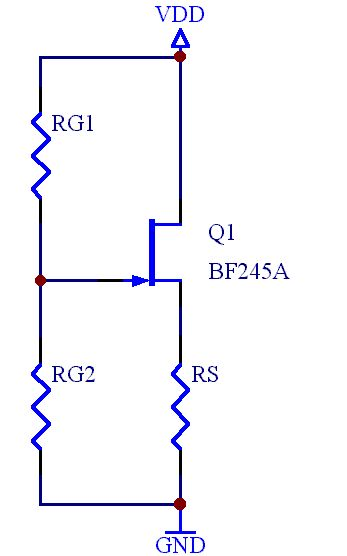 VDD
RG1
Q1
BF245A
RG2
RS
GND